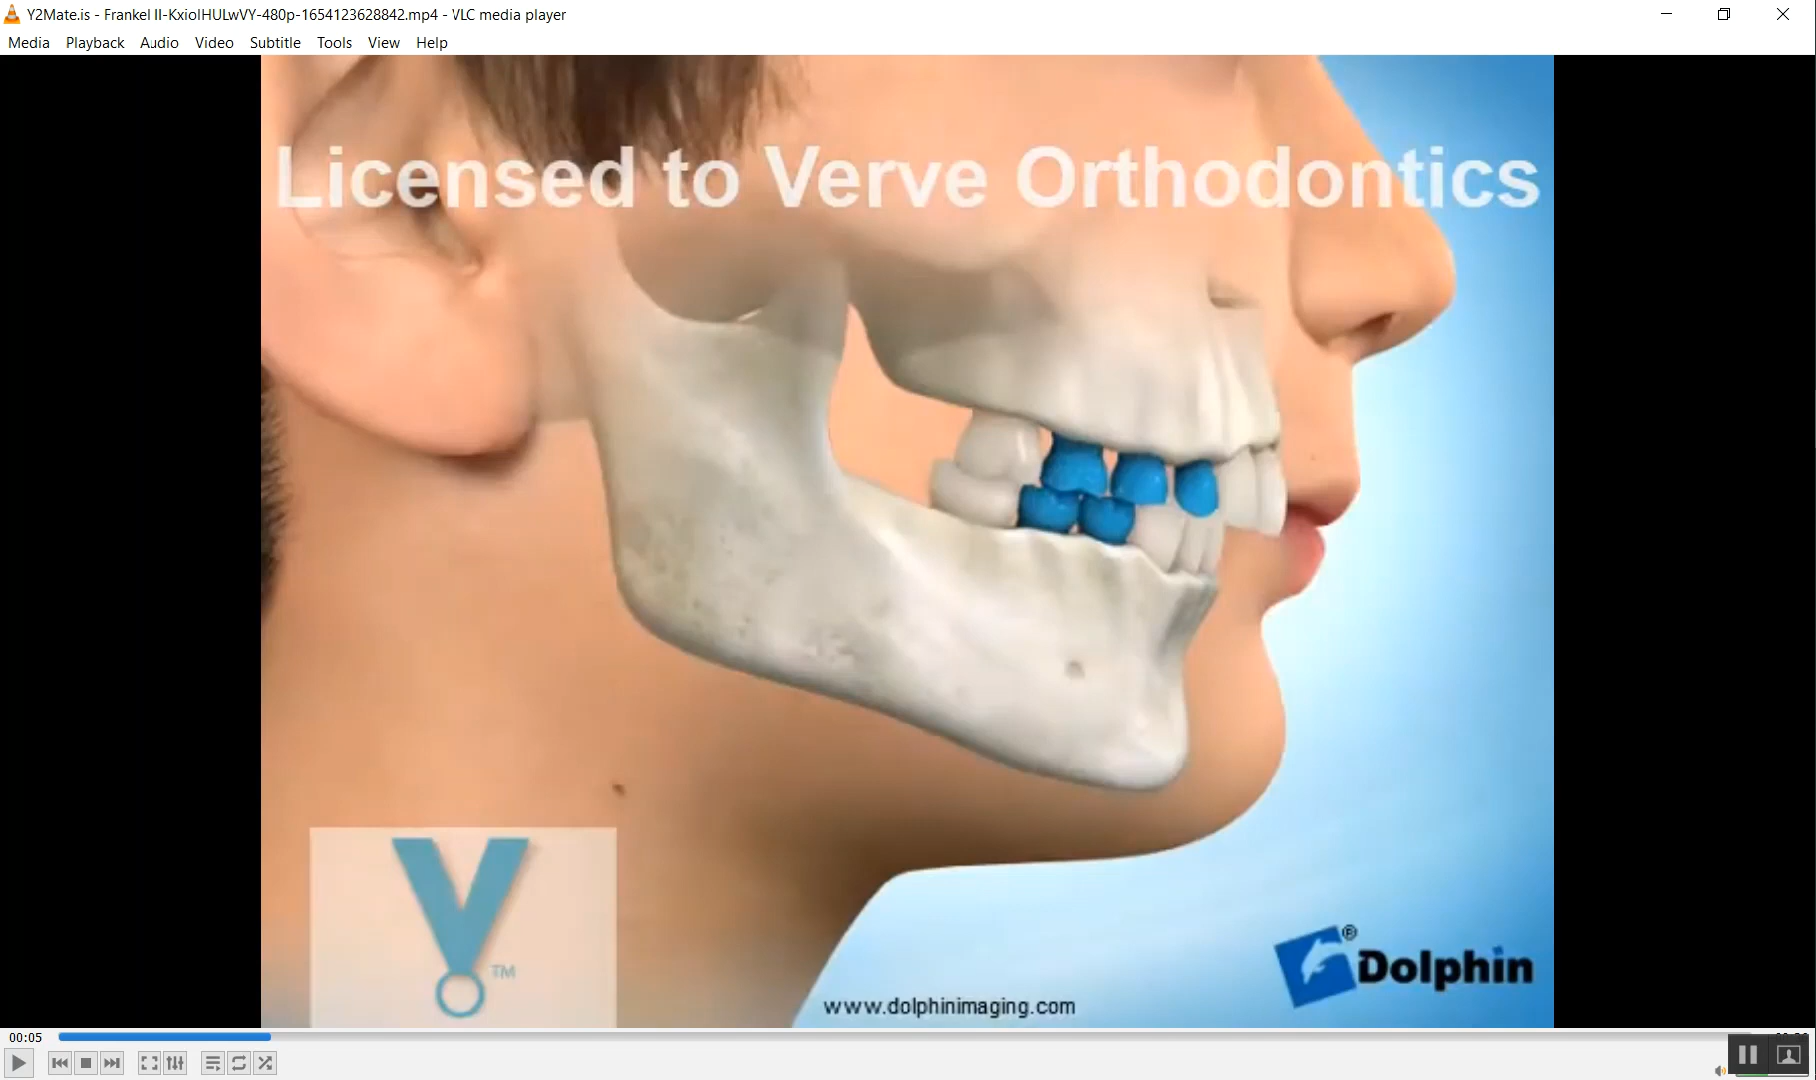 Y2Mate.is - Frankel II-KxioIHULwVY-480p-1654123628842.mp4 - VLC media player
Media Playback Audio Video Subtitle Tools View Help
Licensed to Verve Orthodontics
TM
® Dolphin
www.dolphinimaging.com
00:05